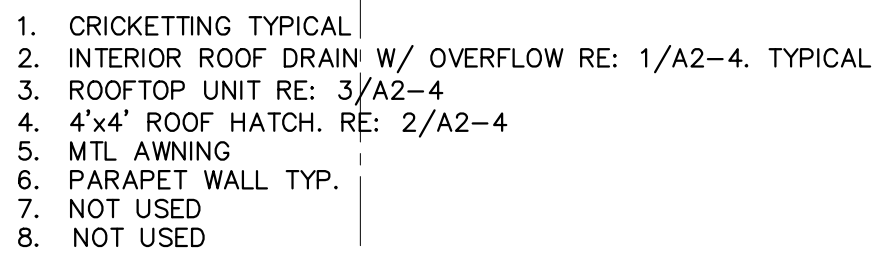 1. CRICKETTING TYPICAL
2. INTERIOR ROOF DRAIN W/ OVERFLOW RE: 1/A2-4. TYPICAL
3. ROOFTOP UNIT RE: 3/A2-4
4. 4'x4' ROOF HATCH. RE: 2/A2-4
5. MTL AWNING
6. PARAPET WALL TYP.
7. NOT USED
8. NOT USED